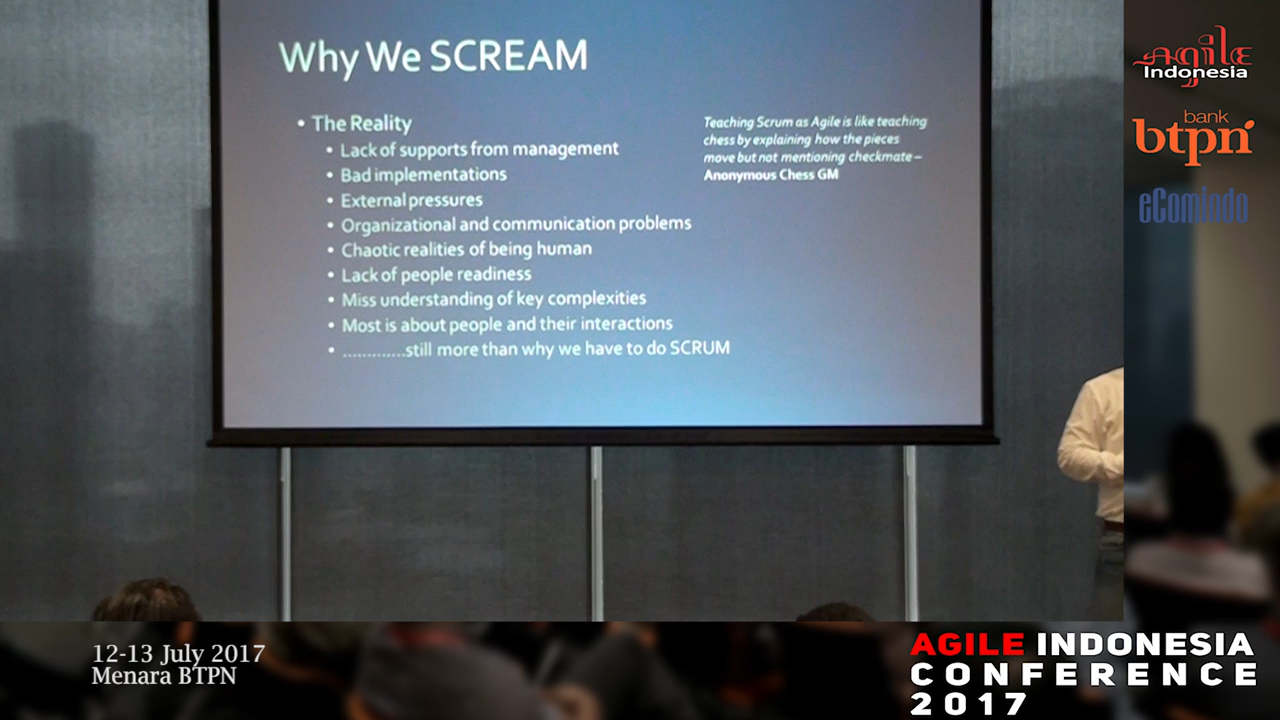 Why We SCREAM
• The Reality
• Lack of supports from management
• Bad implementations
• External pressures
• Organizational and communication problems
• Chaotic realities of being human
• Lack of people readiness
• Miss understanding of key complexities
• Most is about people and their interactions
• .............still more than why we have to do SCRUM
Teaching Scrum as Agile is like teaching
chess by explaining how the pieces
move but not mentioning checkmate –
Anonymous Chess GM
agile
Indonesia
bank
btpn
eComindo
12-13 July 2017
Menara BTPN
AGILE INDONESIA
CONFERENCE
2017